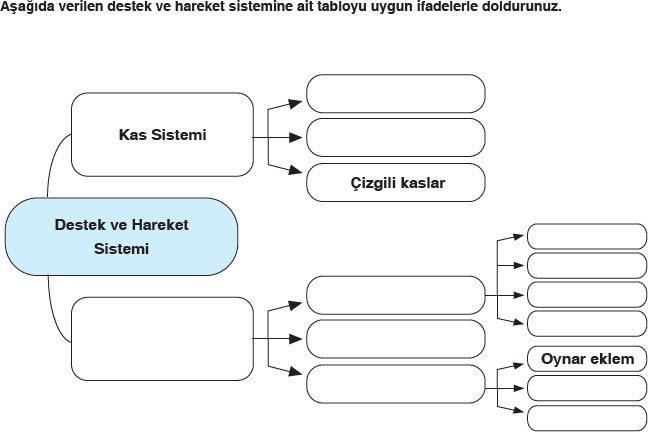 Aşağıda verilen destek ve hareket sistemine ait tabloyu uygun ifadelerle doldurunuz.
Kas Sistemi
Çizgili kaslar
Destek ve Hareket
Sistemi
Oynar eklem